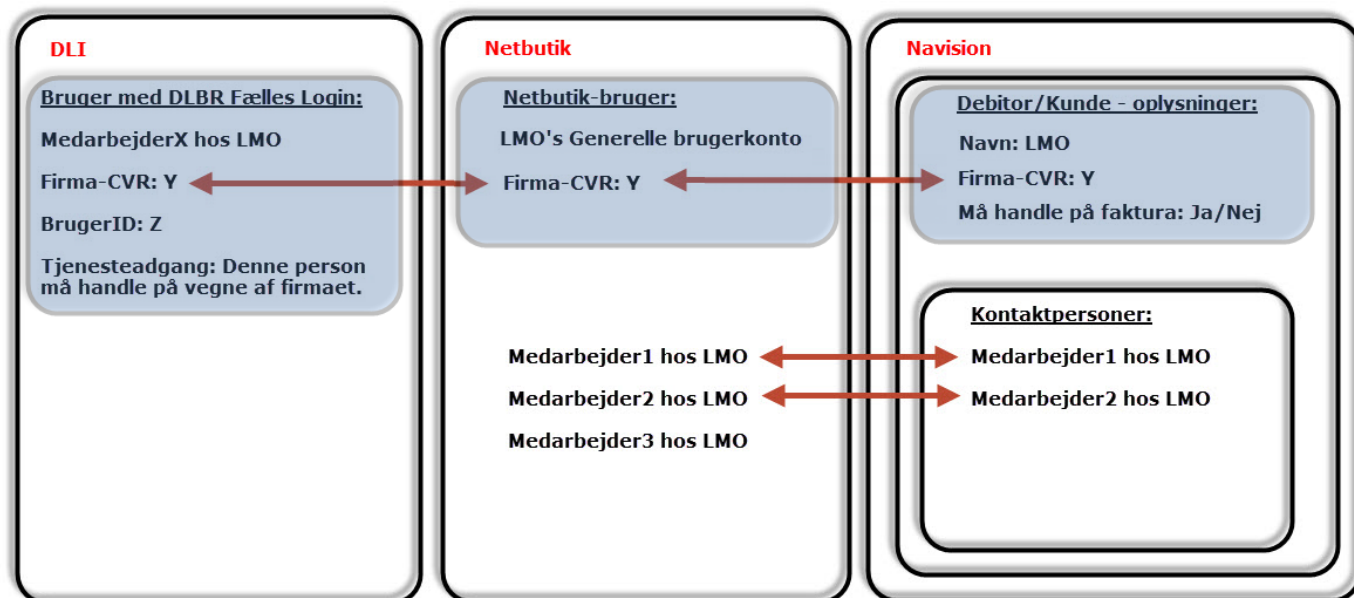 DLI
Bruger med DLBR Fælles Login:
MedarbejderX hos LMO
Firma-CVR: Y
BrugerID: Z
Tjenesteadgang: Denne person
må handle på vegne af firmaet.
Netbutik
Netbutik-bruger:
LMO's Generelle brugerkonto
Firma-CVR: Y
Medarbejder1 hos LMO
Medarbejder2 hos LMO
Medarbejder3 hos LMO
Navision
Debitor/Kunde - oplysninger:
Navn: LMO
Firma-CVR: Y
Må handle på faktura: Ja/Nej
Kontaktpersoner:
Medarbejder1 hos LMO
Medarbejder2 hos LMO